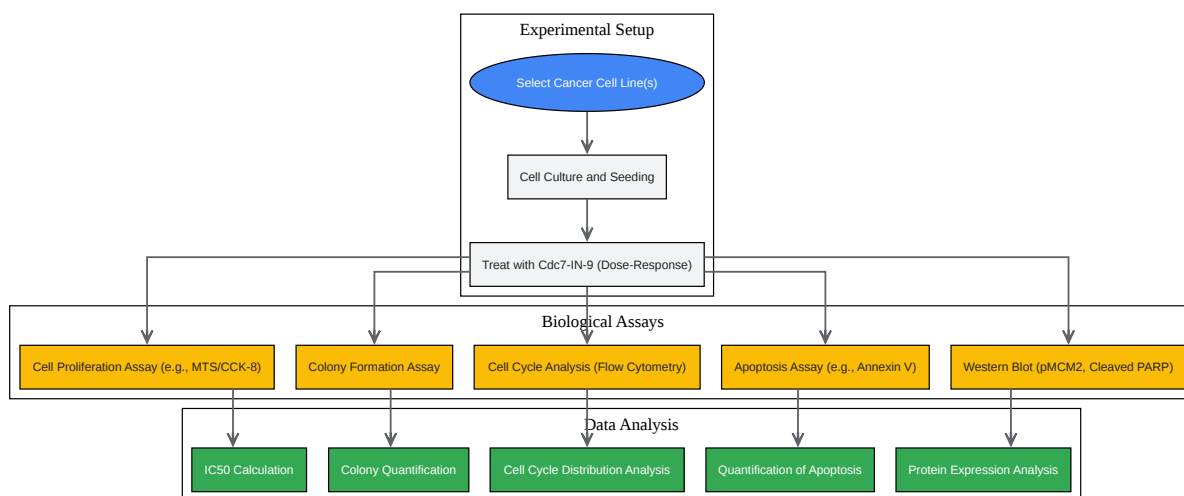 Experimental Setup
Select Cancer Cell Line(s)
Cell Culture and Seeding
Treat with Cdc7-IN-9 (Dose-Response)
Biological Assays
Cell Proliferation Assay (e.g., MTS/CCK-8)
Colony Formation Assay
Cell Cycle Analysis (Flow Cytometry)
Apoptosis Assay (e.g., Annexin V)
Western Blot (pMCM2, Cleaved PARP)
Data Analysis
IC50 Calculation
Colony Quantification
Cell Cycle Distribution Analysis
Quantification of Apoptosis
Protein Expression Analysis